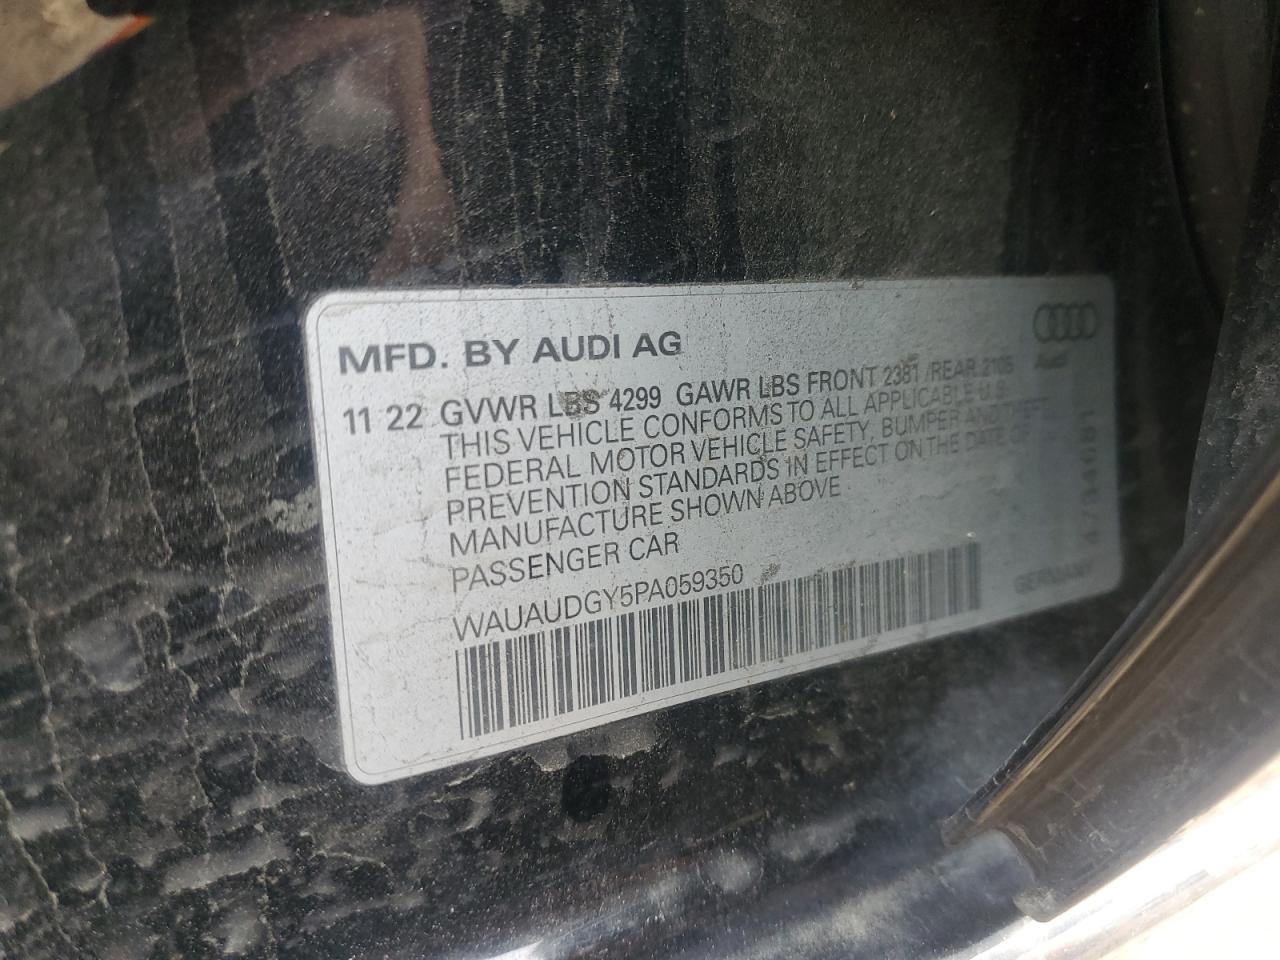 MFD. BY AUDI AG
Audi
11 22 GVWR LBS 4299 GAWR LBS FRONT 2381 /REAR 2105
THIS VEHICLE CONFORMS TO ALL APPLICABLE U.S.
FEDERAL MOTOR VEHICLE SAFETY, BUMPER AND THEFT
PREVENTION STANDARDS IN EFFECT ON THE DATE OF
MANUFACTURE SHOWN ABOVE
PASSENGER CAR
WAUAUDGY5PA059350
GERMANY